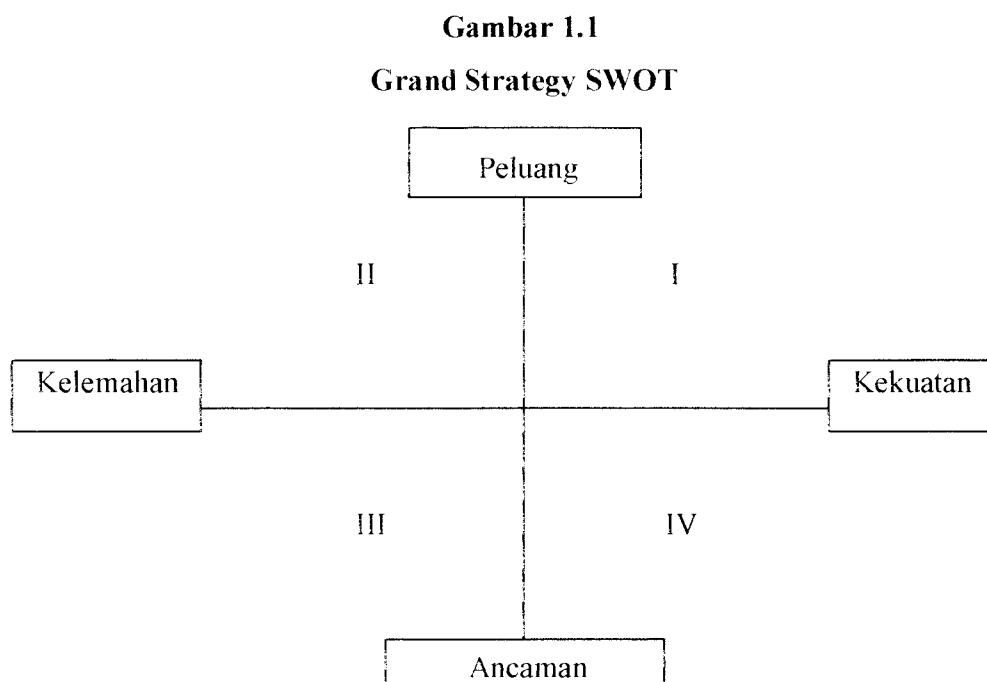 Gambar 1.1
Grand Strategy SWOT
Peluang
II
I
Kelemahan
Kekuatan
III
IV
Ancaman